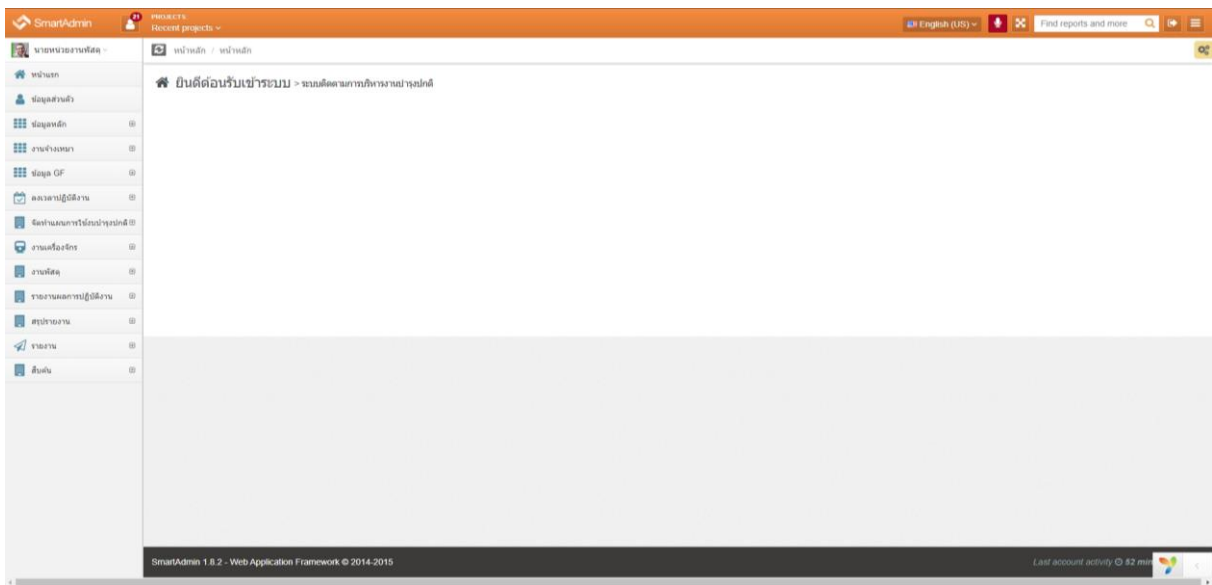 SmartAdmin
21
PROJECTS:
Recent projects
English (US)
Find reports and more
นายหน่วยงานพัสดุ
หน้าหลัก / หน้าหลัก
หน้าแรก
ยินดีต้อนรับเข้าระบบ > ระบบติดตามการบริหารงานบำรุงปกติ
ข้อมูลส่วนตัว
ข้อมูลหลัก
งานจ้างเหมา
ข้อมูล GF
ลงเวลาปฏิบัติงาน
จัดทำแผนการใช้งบบำรุงปกติ
งานเครื่องจักร
งานพัสดุ
รายงานผลการปฏิบัติงาน
สรุปรายงาน
รายงาน
สืบค้น
SmartAdmin 1.8.2 - Web Application Framework © 2014-2015
Last account activity 52 min